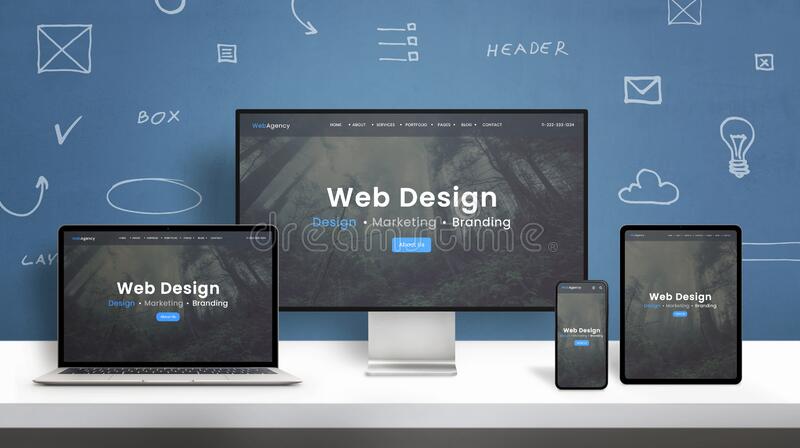 HEADER
BOX
LAY
WebAgency
HOME • ABOUT • SERVICES • PORTFOLIO • PAGES • BLOG • CONTACT
1-222-333-1234
Web Design
Design • Marketing • Branding
About Us
dreamstime
WebAgency
Web Design
Design • Marketing • Branding
About Us
WebAgency
Web Design
Design • Marketing • Branding
Web Design
Design • Marketing • Branding